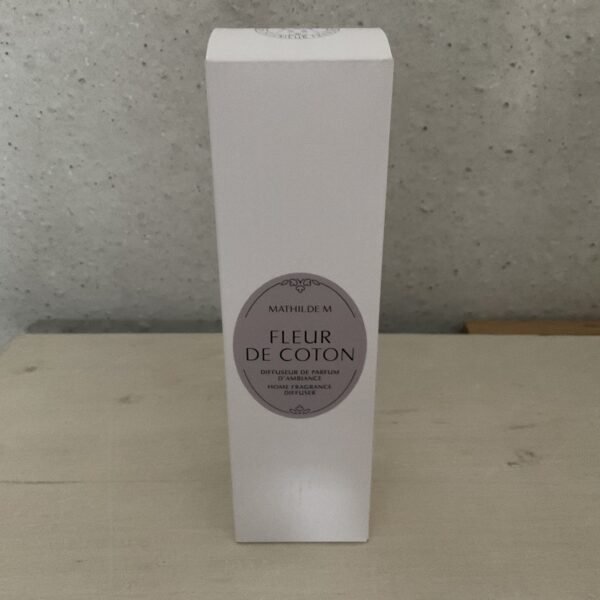 MATHILDE M
FLEUR
DE COTON
DIFFUSEUR DE PARFUM
D'AMBIANCE
HOME FRAGRANCE
DIFFUSER